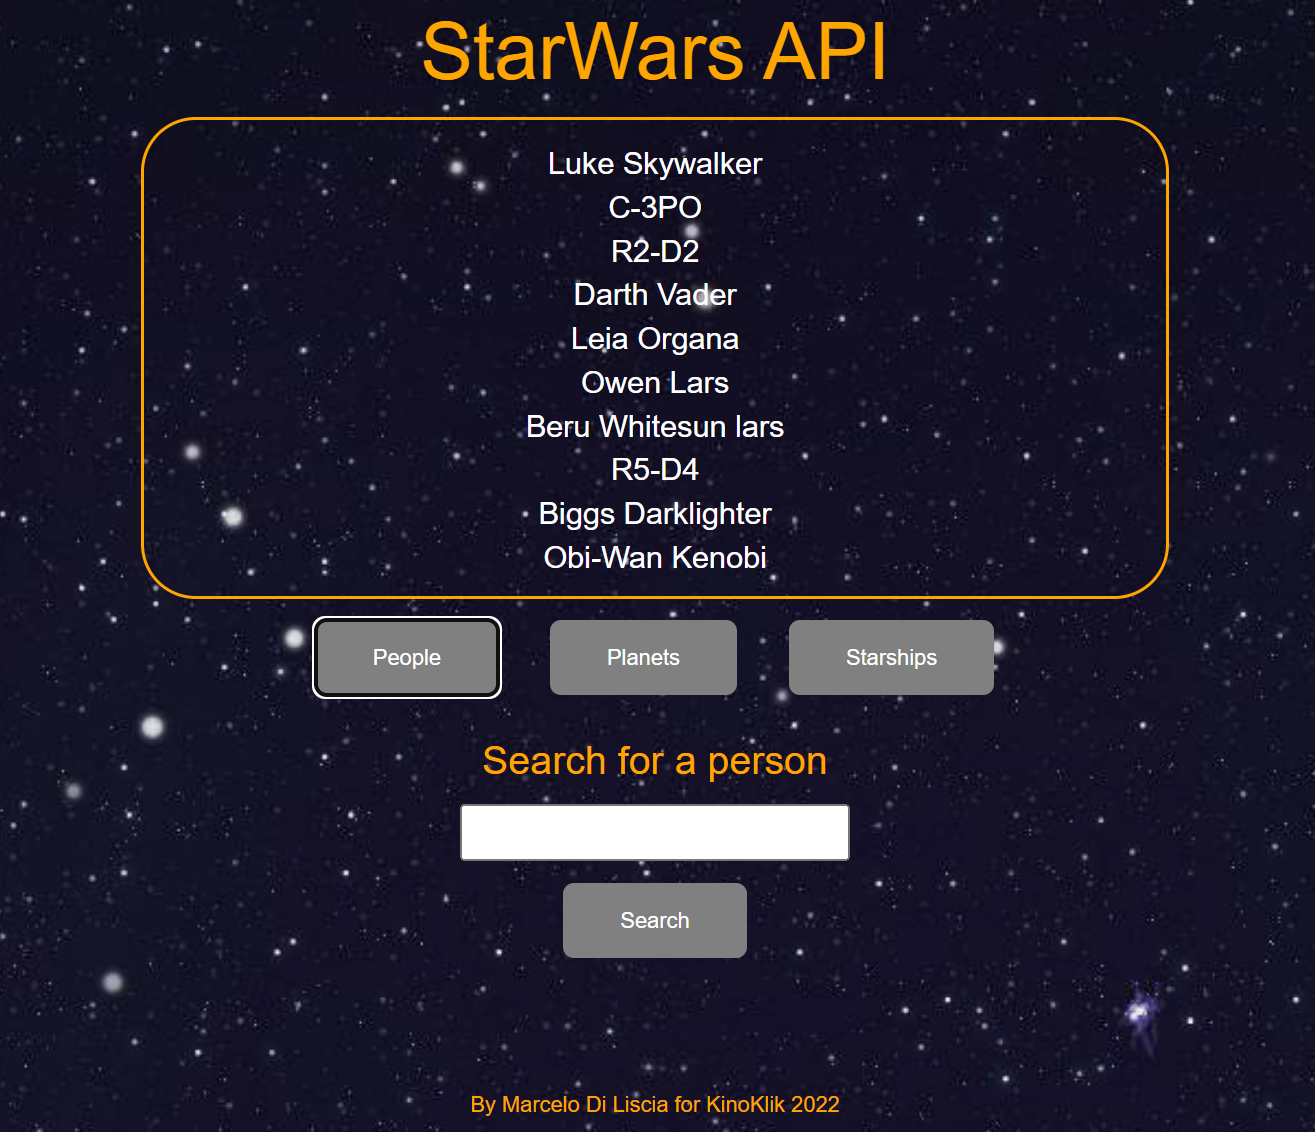 StarWars API
Luke Skywalker
C-3PO
R2-D2
Darth Vader
Leia Organa
Owen Lars
Beru Whitesun lars
R5-D4
Biggs Darklighter
Obi-Wan Kenobi
People Planets Starships
Search for a person
Search
By Marcelo Di Liscia for KinoKlik 2022